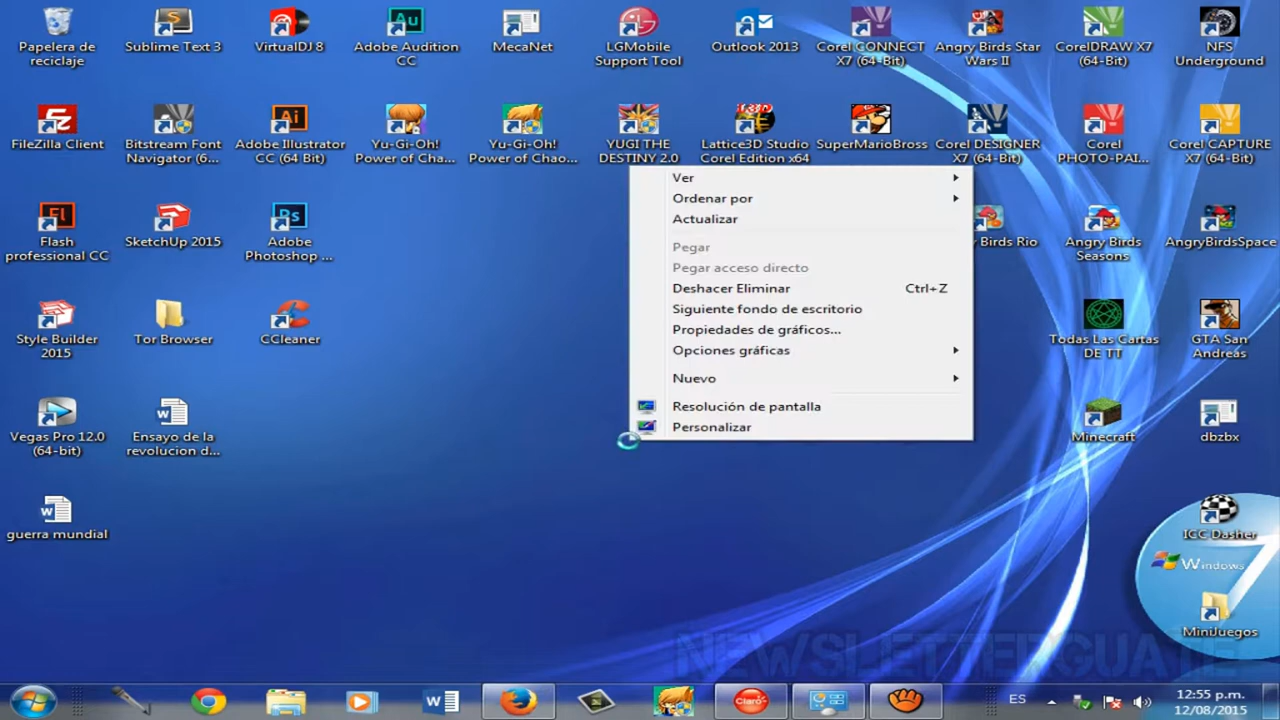 Papelera de
reciclaje
Sublime Text 3
VirtualDJ 8
Adobe Audition
CC
MecaNet
LGMobile
Support Tool
Outlook 2013
Corel CONNECT
X7 (64-Bit)
Angry Birds Star
Wars II
CorelDRAW X7
(64-Bit)
NFS
Underground
FileZilla Client
Bitstream Font
Navigator (6...
Adobe Illustrator
CC (64 Bit)
Yu-Gi-Oh!
Power of Chao...
Yu-Gi-Oh!
Power of Chao...
YUGI THE
DESTINY 2.0
Lattice3D Studio
Corel Edition x64
SuperMarioBross
Corel DESIGNER
X7 (64-Bit)
Corel
PHOTO-PAI...
Corel CAPTURE
X7 (64-Bit)
Flash
professional CC
SketchUp 2015
Adobe
Photoshop ...
y Birds Rio
Angry Birds
Seasons
AngryBirdsSpace
Ver
Ordenar por
Actualizar
Pegar
Pegar acceso directo
Deshacer Eliminar Ctrl+Z
Siguiente fondo de escritorio
Propiedades de gráficos...
Opciones gráficas
Nuevo
Resolución de pantalla
Personalizar
Style Builder
2015
Tor Browser
CCleaner
Todas Las Cartas
DE TT
GTA San
Andreas
Vegas Pro 12.0
(64-bit)
Ensayo de la
revolucion d...
Minecraft
dbzbx
guerra mundial
ICC Dasher
Windows 7
MiniJuegos
NEWSLETTERGUATE
Claro
ES
12:55 p.m.
12/08/2015